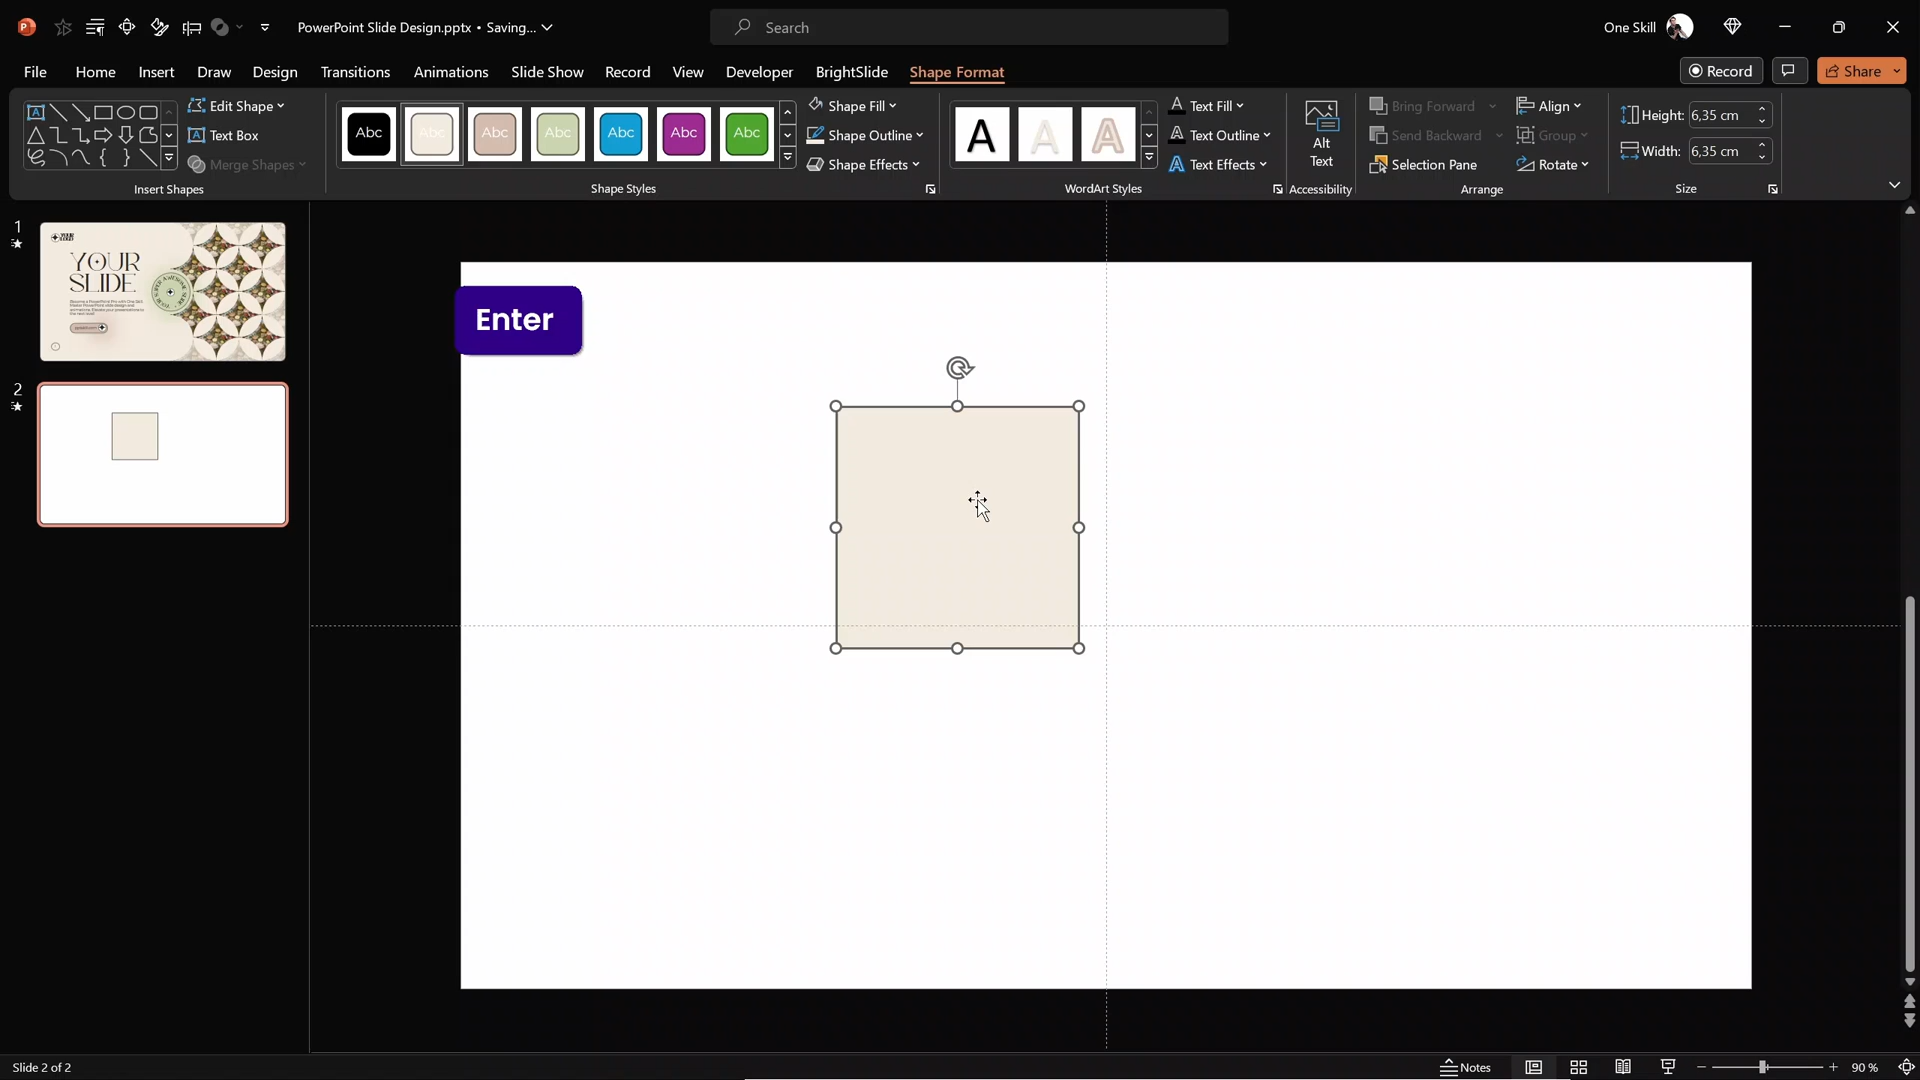 PowerPoint Slide Design.pptx • Saving...
Search
One Skill
File
Home
Insert
Draw
Design
Transitions
Animations
Slide Show
Record
View
Developer
BrightSlide
Shape Format
Record
Share
Edit Shape
Text Box
Merge Shapes
Insert Shapes
Abc
Abc
Abc
Abc
Abc
Abc
Abc
Shape Fill
Shape Outline
Shape Effects
Shape Styles
A
A
A
Text Fill
Text Outline
Text Effects
WordArt Styles
Alt
Text
Accessibility
Bring Forward
Send Backward
Selection Pane
Align
Group
Rotate
Arrange
Height: 6,35 cm
Width: 6,35 cm
Size
1
YOUR
SLIDE
2
Enter
Slide 2 of 2
Notes
90 %